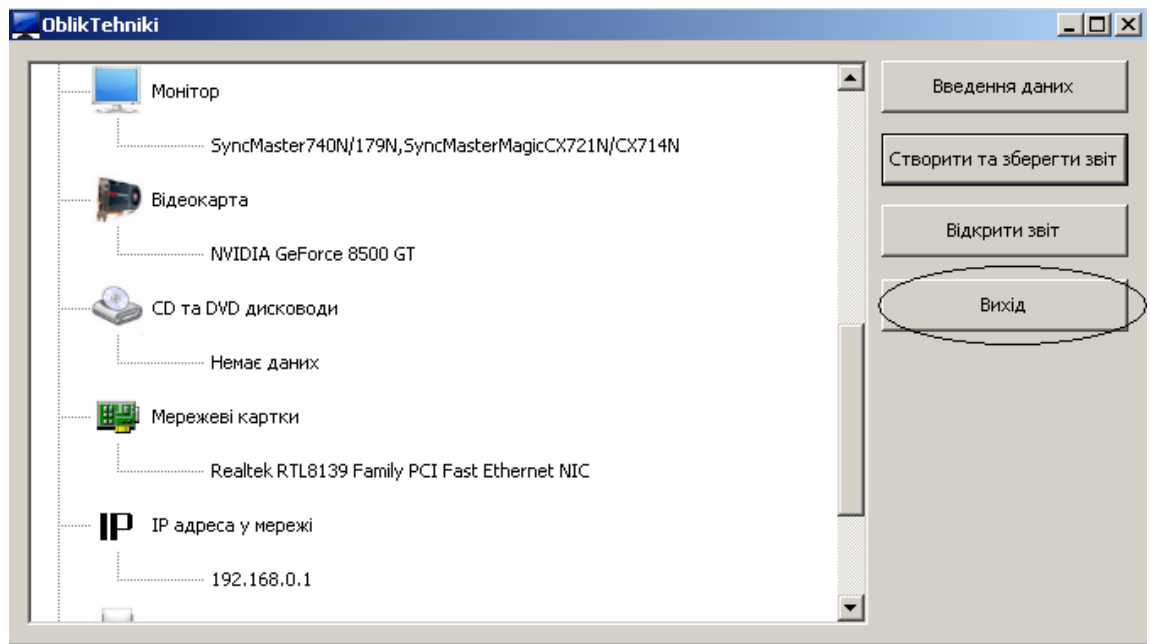 OblikTehniki
Монітор
SyncMaster740N/179N,SyncMasterMagicCX721N/CX714N
Відеокарта
NVIDIA GeForce 8500 GT
CD та DVD дисководи
Немає даних
Мережеві картки
Realtek RTL8139 Family PCI Fast Ethernet NIC
IP
IP адреса у мережі
192.168.0.1
Введення даних
Створити та зберегти звіт
Відкрити звіт
Вихід